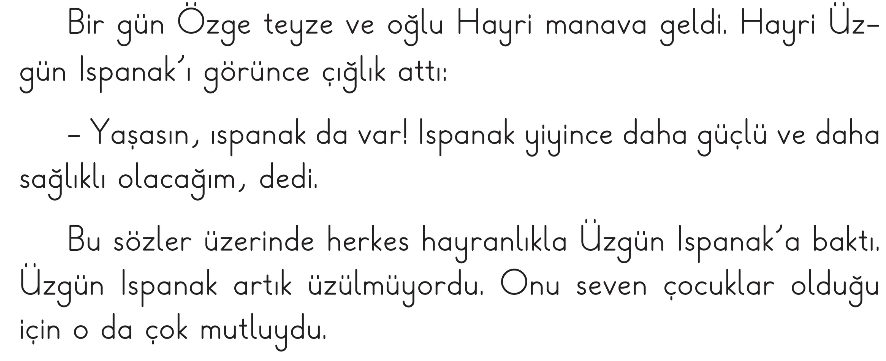 Bir gün Özge teyze ve oğlu Hayri manava geldi. Hayri Üz-
gün Ispanak'ı görünce çığlık attı:
- Yaşasın, ıspanak da var! Ispanak yiyince daha güçlü ve daha
sağlıklı olacağım, dedi.
Bu sözler üzerinde herkes hayranlıkla Üzgün Ispanak'a baktı.
Üzgün Ispanak artık üzülmüyordu. Onu seven çocuklar olduğu
için o da çok mutluydu.